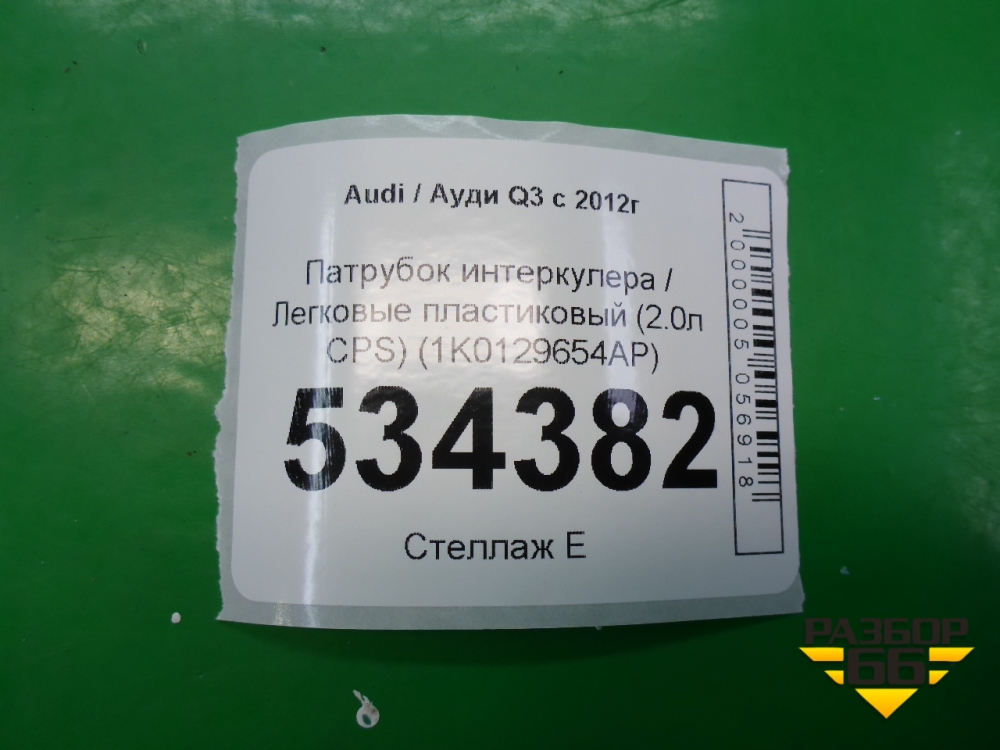 Audi / Ауди Q3 с 2012г
Патрубок интеркулера /
Легковые пластиковый (2.0л
CPS) (1K0129654AP)
534382
Стеллаж Е
2000005056918
РАЗБОР
66